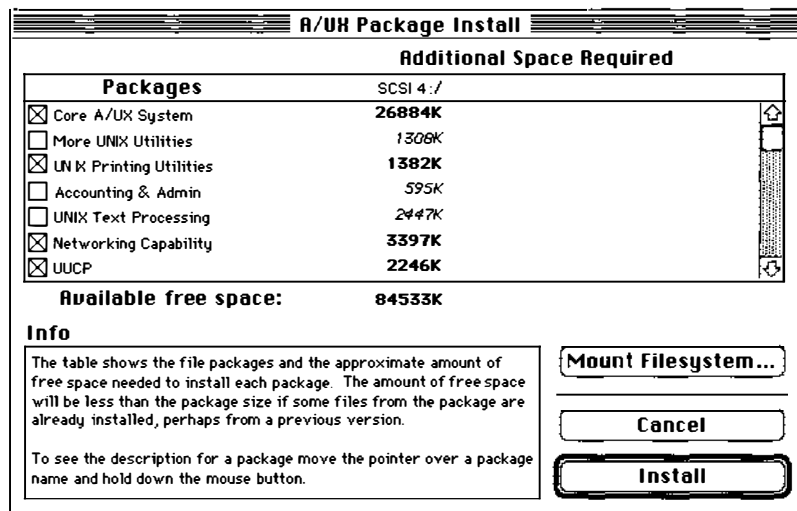 A/UX Package Install
Additional Space Required
Packages SCSI 4:/
Core A/UX System 26884K
More UNIX Utilities 1308K
UNIX Printing Utilities 1382K
Accounting & Admin 595K
UNIX Text Processing 2447K
Networking Capability 3397K
UUCP 2246K
Available free space: 84533K
Info
The table shows the file packages and the approximate amount of
free space needed to install each package. The amount of free space
will be less than the package size if some files from the package are
already installed, perhaps from a previous version.
To see the description for a package move the pointer over a package
name and hold down the mouse button.
Mount Filesystem...
Cancel
Install